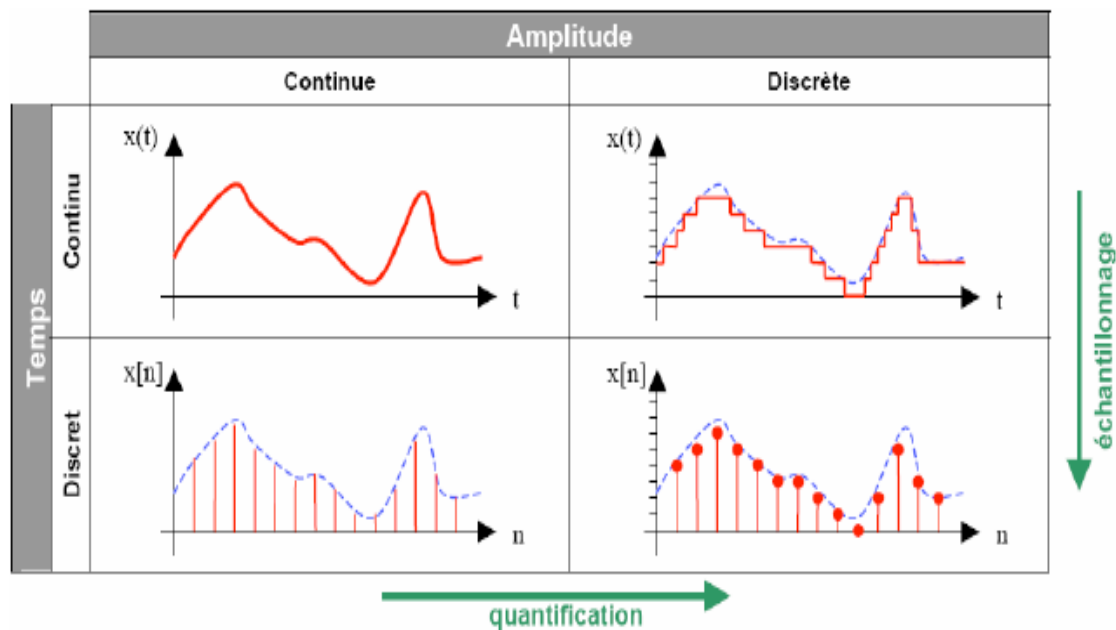 Amplitude
Continue
Discrète
Temps
Continu
x(t)
t
x(t)
t
Discret
x[n]
n
x[n]
n
échantillonnage
quantification